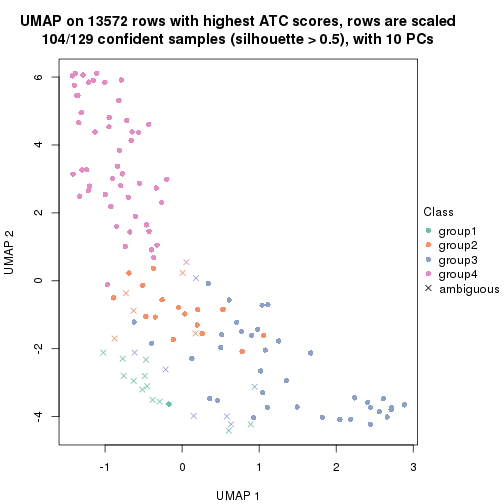 UMAP on 13572 rows with highest ATC scores, rows are scaled
104/129 confident samples (silhouette > 0.5), with 10 PCs
6
4
2
0
-2
-4
UMAP 2
-1
0
1
2
3
UMAP 1
Class
group1
group2
group3
group4
ambiguous